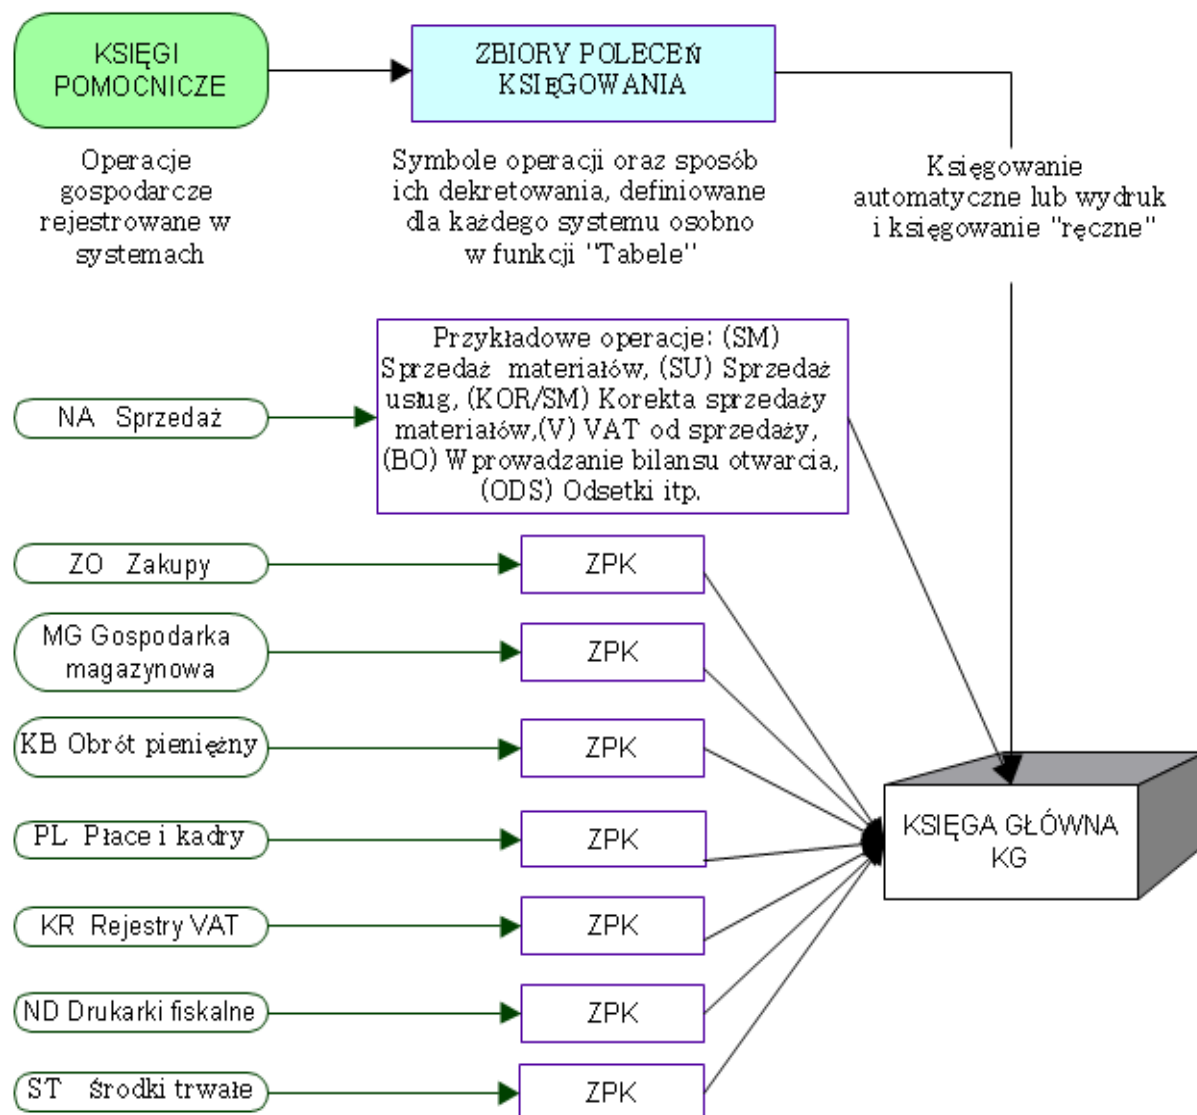 KSIĘGI
POMOCNICZE
ZBIORY POLECEŃ
KSIĘGOWANIA
Operacje
gospodarcze
rejestrowane w
systemach
Symbole operacji oraz sposób
ich dekretowania, definiowane
dla każdego systemu osobno
w funkcji "Tabele"
Księgowanie
automatyczne lub wydruk
i księgowanie "ręczne"
NA Sprzedaż
Przykładowe operacje: (SM)
Sprzedaż materiałów, (SU) Sprzedaż
usług, (KOR/SM) Korekta sprzedaży
materiałów,(V) VAT od sprzedaży,
(BO) Wprowadzanie bilansu otwarcia,
(ODS) Odsetki itp.
ZO Zakupy
ZPK
MG Gospodarka
magazynowa
ZPK
KB Obrót pieniężny
ZPK
PL Płace i kadry
ZPK
KSIĘGA GŁÓWNA
KG
KR Rejestry VAT
ZPK
ND Drukarki fiskalne
ZPK
ST Środki trwałe
ZPK